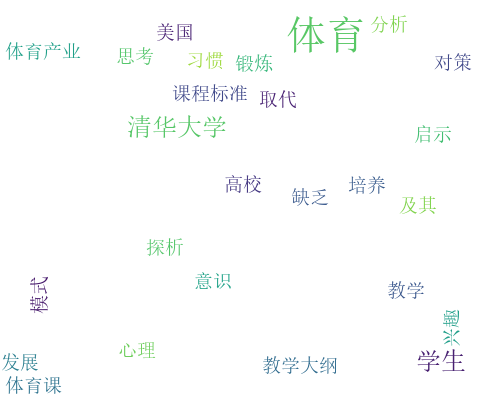 体育
分析
美国
体育产业
思考
习惯
锻炼
对策
课程标准
取代
清华大学
启示
高校
缺乏
培养
及其
探析
意识
模式
教学
兴趣
心理
发展
教学大纲
学生
体育课